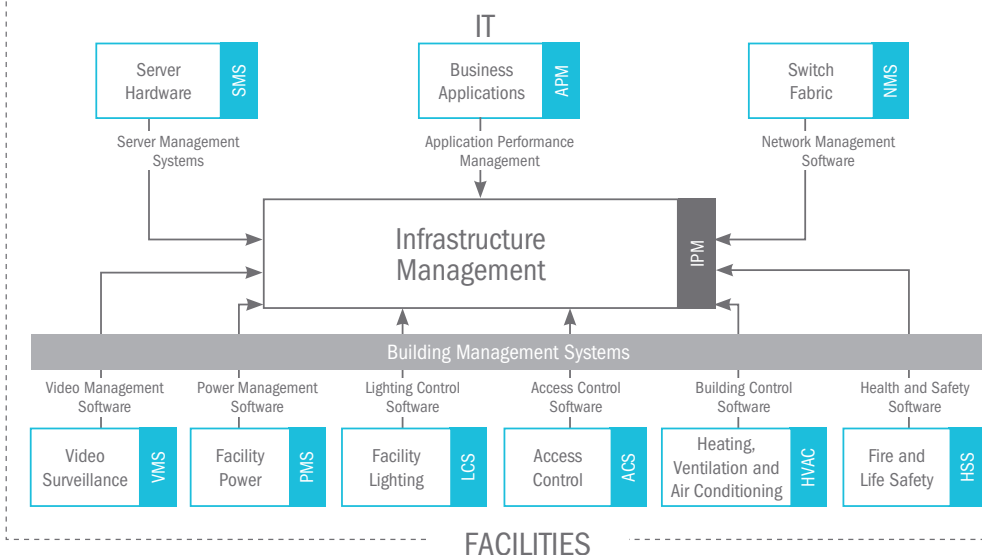 IT
Server
Hardware
SMS
Business
Applications
APM
Switch
Fabric
NMS
Server Management
Systems
Application Performance
Management
Network Management
Software
Infrastructure
Management
IPM
Building Management Systems
Video Management
Software
Power Management
Software
Lighting Control
Software
Access Control
Software
Building Control
Software
Health and Safety
Software
Video
Surveillance
VMS
Facility
Power
PMS
Facility
Lighting
LCS
Access
Control
ACS
Heating,
Ventilation and
Air Conditioning
HVAC
Fire and
Life Safety
HSS
FACILITIES